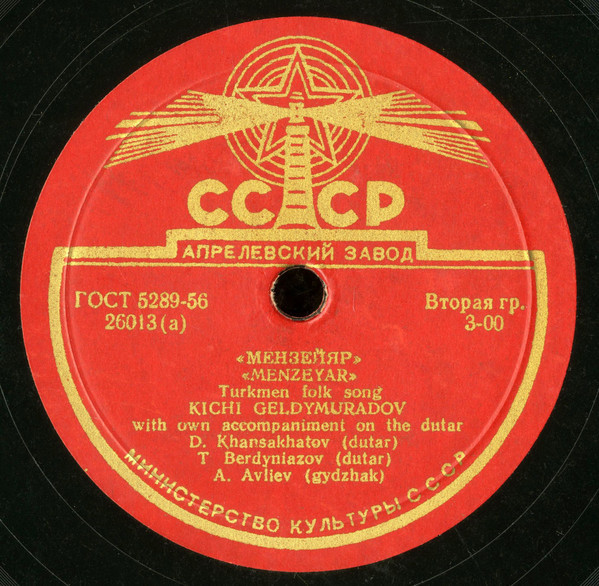 СССР
АПРЕЛЕВСКИЙ ЗАВОД
ГОСТ 5289-56
26013 (а)
Вторая гр.
3-00
«МЕНЗЕЙЯР»
«MENZEYAR»
Turkmen folk song
KICHI GELDYMURADOV
with own accompaniment on the dutar
D. Khansakhatov (dutar)
T Berdyniazov (dutar)
A. Avliev (gydzhak)
МИНИСТЕРСТВО КУЛЬТУРЫ СССР